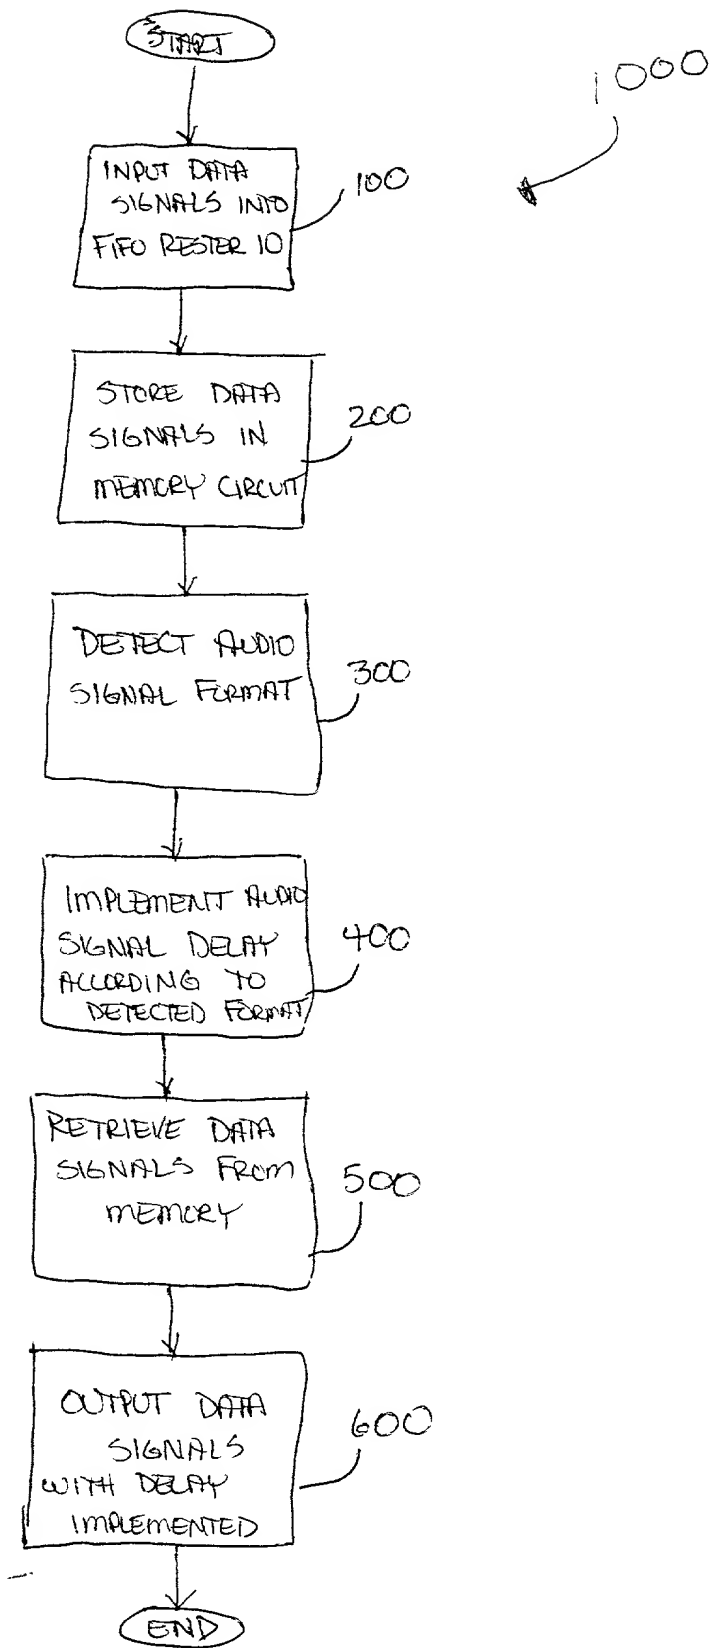 START
1000
INPUT DATA
SIGNALS INTO
FIFO RESTER 10
100
STORE DATA
SIGNALS IN
MEMORY CIRCUIT
200
DETECT AUDIO
SIGNAL FORMAT
300
IMPLEMENT AUDIO
SIGNAL DELAY
ACCORDING TO
DETECTED FORMAT
400
RETRIEVE DATA
SIGNALS FROM
MEMORY
500
OUTPUT DATA
SIGNALS
WITH DELAY
IMPLEMENTED
600
END